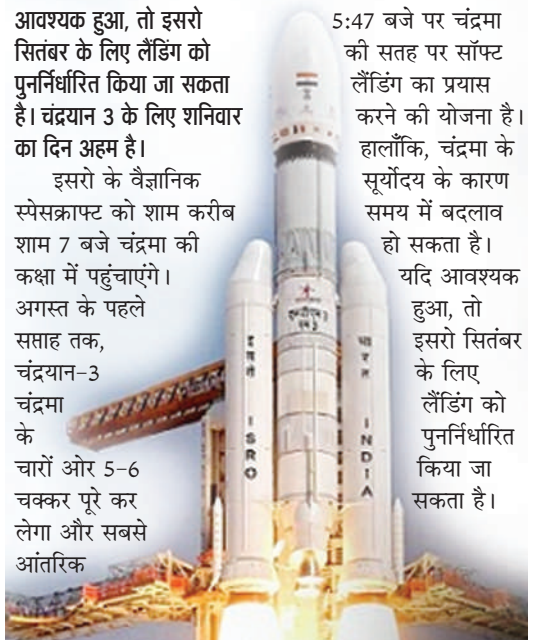 आवश्यक हुआ, तो इसरो
सितंबर के लिए लैंडिंग को
पुनर्निर्धारित किया जा सकता
है। चंद्रयान 3 के लिए शनिवार
का दिन अहम है।
इसरो के वैज्ञानिक
स्पेसक्राफ्ट को शाम करीब
शाम 7 बजे चंद्रमा की
कक्षा में पहुंचाएंगे।
अगस्त के पहले
सप्ताह तक,
चंद्रयान-3
चंद्रमा
के
चारों ओर 5-6
चक्कर पूरे कर
लेगा और सबसे
आंतरिक
5:47 बजे पर चंद्रमा
की सतह पर सॉफ्ट
लैंडिंग का प्रयास
करने की योजना है।
हालाँकि, चंद्रमा के
सूर्योदय के कारण
समय में बदलाव
हो सकता है।
यदि आवश्यक
हुआ, तो
इसरो सितंबर
के लिए
लैंडिंग को
पुनर्निर्धारित
किया जा
सकता है।
इसरो ISRO
भारत INDIA